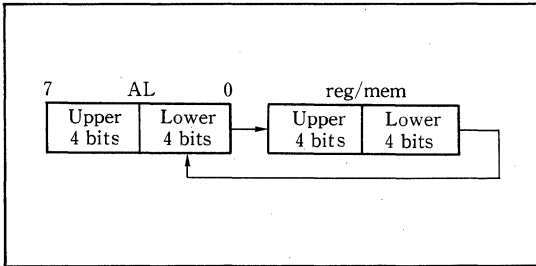 7 AL 0 reg/mem
Upper Lower Upper Lower
4 bits 4 bits 4 bits 4 bits